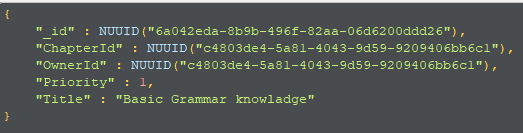 {
"_id" : NUUID("6a042eda-8b9b-496f-82aa-06d6200ddd26"),
"ChapterId" : NUUID("c4803de4-5a81-4043-9d59-9209406bb6c1"),
"OwnerId" : NUUID("c4803de4-5a81-4043-9d59-9209406bb6c1"),
"Priority" : 1,
"Title" : "Basic Grammar knowladge"
}